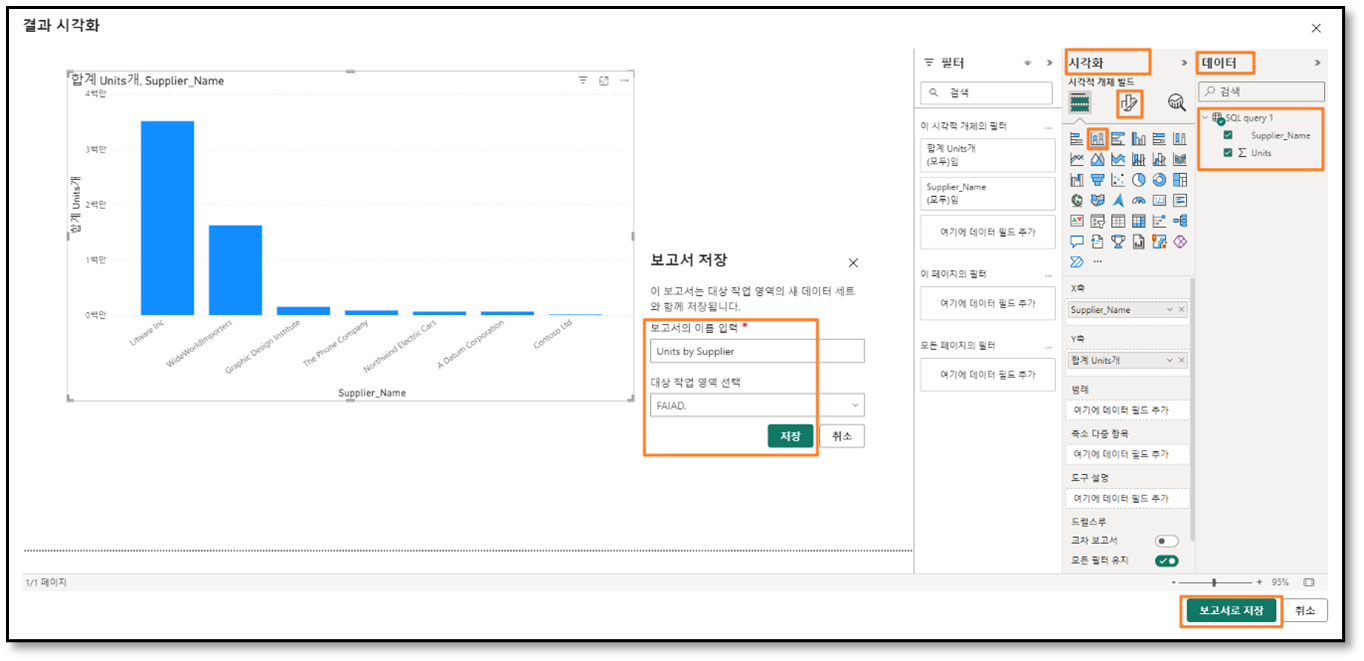 결과 시각화
합계 Units개, Supplier_Name
4백만
3백만
2백만
1백만
0백만
합계 Units개
Litware Inc
WideWorldImporters
Graphic Design Institute
The Phone Company
Northwind Electric Cars
A Datum Corporation
Contoso Ltd
Supplier_Name
보고서 저장
이 보고서는 대상 작업 영역의 새 데이터 세트
와 함께 저장됩니다.
보고서의 이름 입력 *
Units by Supplier
대상 작업 영역 선택
FAIAD.
저장
취소
필터
검색
이 시각적 개체의 필터
합계 Units개
(모두)임
Supplier_Name
(모두)임
여기에 데이터 필드 추가
이 페이지의 필터
여기에 데이터 필드 추가
모든 페이지의 필터
여기에 데이터 필드 추가
시각화
시각적 개체 빌드
X축
Supplier_Name
Y축
합계 Units개
범례
여기에 데이터 필드 추가
축소 다중 항목
여기에 데이터 필드 추가
도구 설명
여기에 데이터 필드 추가
드릴스루
교차 보고서
모든 필터 유지
데이터
검색
SQL query 1
Supplier_Name
Σ Units
1/1 페이지
- + 95%
보고서로 저장
취소